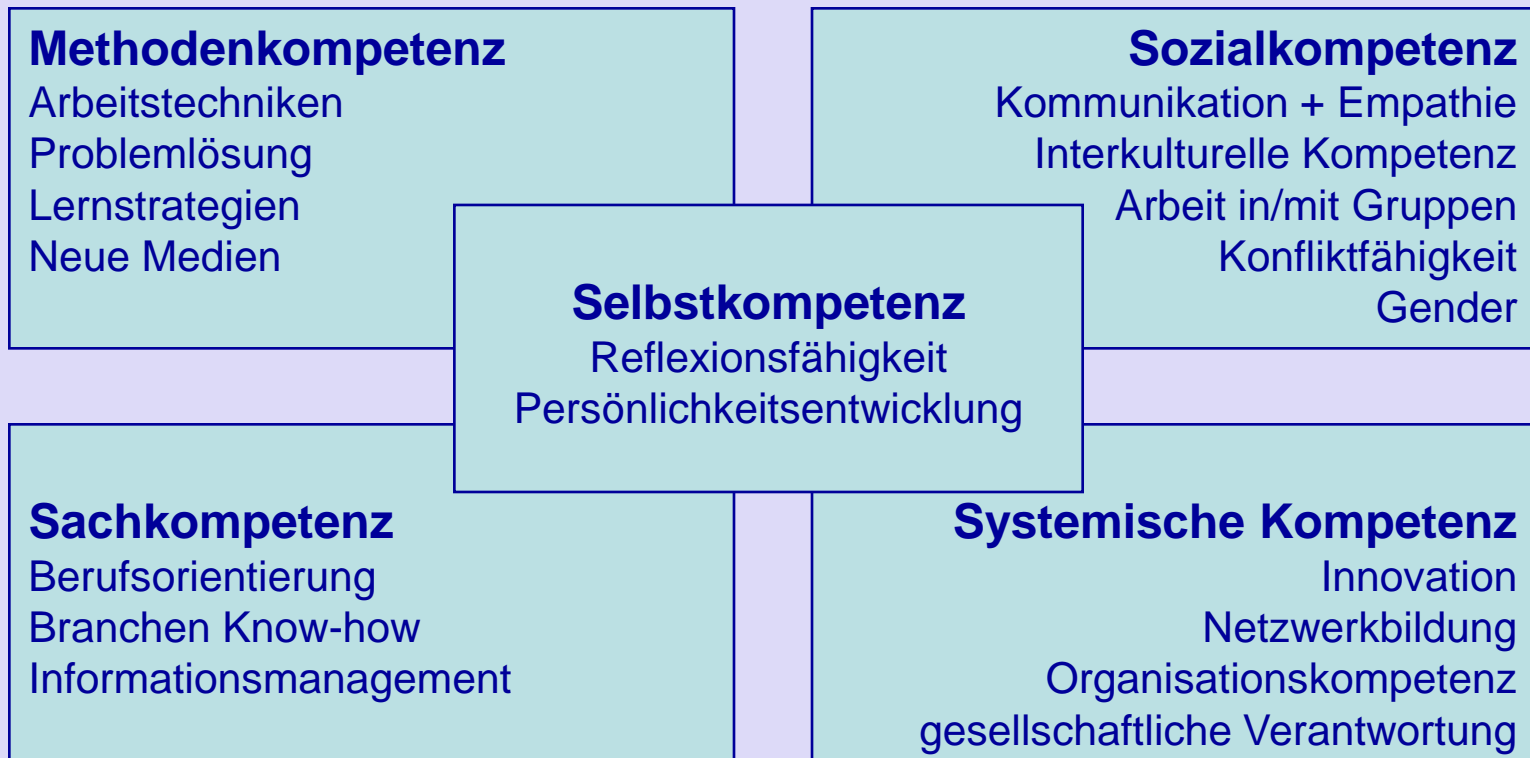 Methodenkompetenz
Arbeitstechniken
Problemlösung
Lernstrategien
Neue Medien
Sozialkompetenz
Kommunikation + Empathie
Interkulturelle Kompetenz
Arbeit in/mit Gruppen
Konfliktfähigkeit
Gender
Selbstkompetenz
Reflexionsfähigkeit
Persönlichkeitsentwicklung
Sachkompetenz
Berufsorientierung
Branchen Know-how
Informationsmanagement
Systemische Kompetenz
Innovation
Netzwerkbildung
Organisationskompetenz
gesellschaftliche Verantwortung